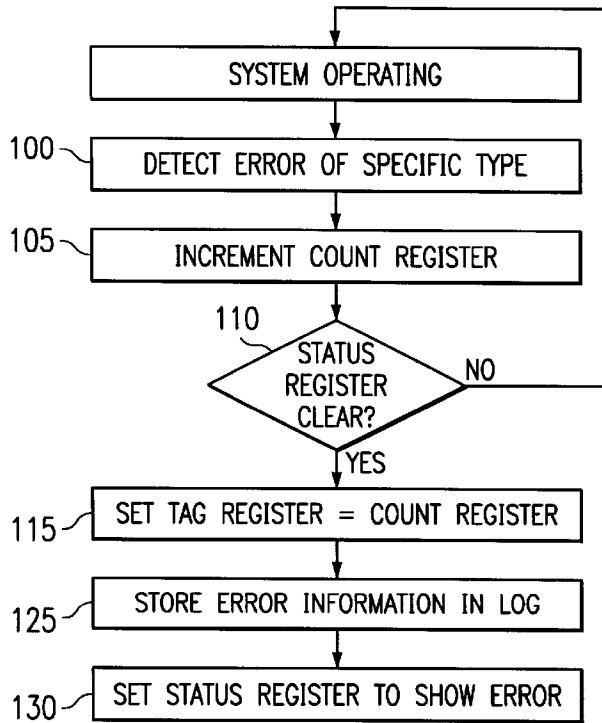 SYSTEM OPERATING
100
DETECT ERROR OF SPECIFIC TYPE
105
INCREMENT COUNT REGISTER
110
STATUS
REGISTER
CLEAR?
NO
YES
115
SET TAG REGISTER = COUNT REGISTER
125
STORE ERROR INFORMATION IN LOG
130
SET STATUS REGISTER TO SHOW ERROR